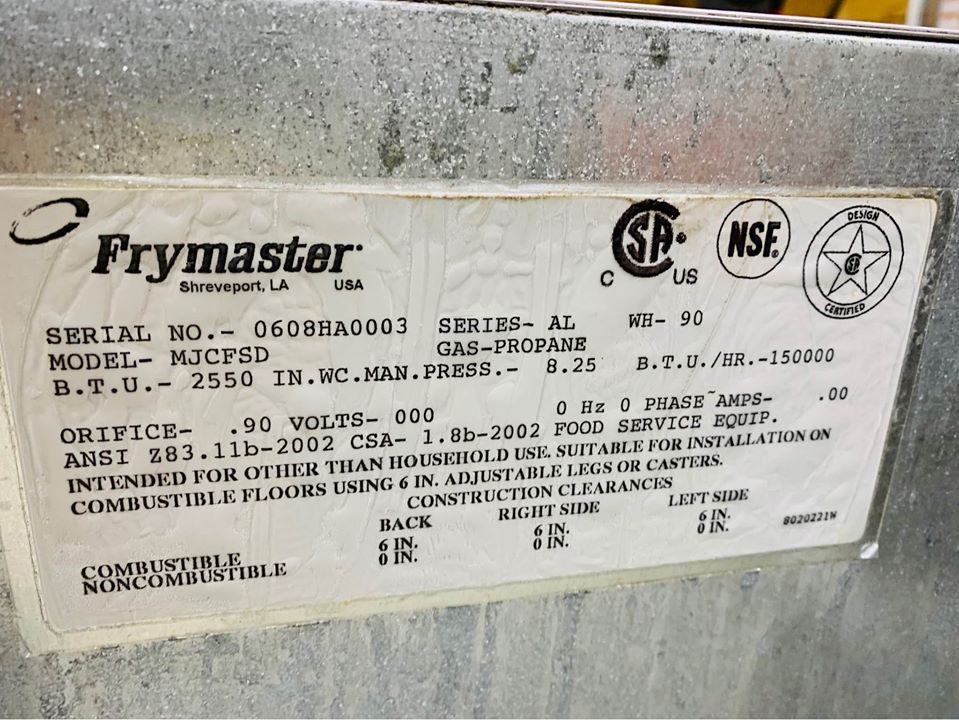 Frymaster
Shreveport, LA USA
CSA
C US
NSF
DESIGN
CSA
CERTIFIED
SERIAL NO.- 0608HA0003 SERIES- AL WH- 90
MODEL- MJCFSD GAS-PROPANE
B.T.U.- 2550 IN.WC.MAN.PRESS.- 8.25 B.T.U./HR.-150000
ORIFICE- .90 VOLTS- 000 0 Hz 0 PHASE~AMPS- .00
ANSI Z83.11b-2002 CSA- 1.8b-2002 FOOD SERVICE EQUIP.
INTENDED FOR OTHER THAN HOUSEHOLD USE. SUITABLE FOR INSTALLATION ON
COMBUSTIBLE FLOORS USING 6 IN. ADJUSTABLE LEGS OR CASTERS.
CONSTRUCTION CLEARANCES
BACK RIGHT SIDE LEFT SIDE
COMBUSTIBLE 6 IN. 6 IN. 6 IN.
NONCOMBUSTIBLE 0 IN. 0 IN. 0 IN.
8020221W